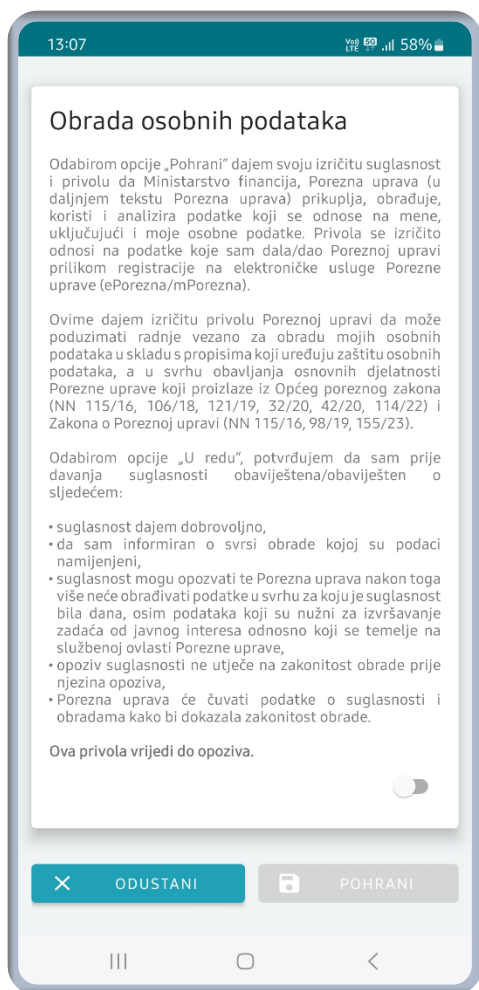 13:07
Vo)) LTE 5G 58%
Obrada osobnih podataka
Odabirom opcije „Pohrani“ dajem svoju izričitu suglasnost
i privolu da Ministarstvo financija, Porezna uprava (u
daljnjem tekstu Porezna uprava) prikuplja, obrađuje,
koristi i analizira podatke koji se odnose na mene,
uključujući i moje osobne podatke. Privola se izričito
odnosi na podatke koje sam dala/dao Poreznoj upravi
prilikom registracije na elektroničke usluge Porezne
uprave (ePorezna/mPorezna).
Ovime dajem izričitu privolu Poreznoj upravi da može
poduzimati radnje vezano za obradu mojih osobnih
podataka u skladu s propisima koji uređuju zaštitu osobnih
podataka, a u svrhu obavljanja osnovnih djelatnosti
Porezne uprave koji proizlaze iz Općeg poreznog zakona
(NN 115/16, 106/18, 121/19, 32/20, 42/20, 114/22) i
Zakona o Poreznoj upravi (NN 115/16, 98/19, 155/23).
Odabirom opcije „U redu“, potvrđujem da sam prije
davanja suglasnosti obaviještena/obaviješten o
sljedećem:
• suglasnost dajem dobrovoljno,
• da sam informiran o svrsi obrade kojoj su podaci
namijenjeni,
• suglasnost mogu opozvati te Porezna uprava nakon toga
više neće obrađivati podatke u svrhu za koju je suglasnost
bila dana, osim podataka koji su nužni za izvršavanje
zadaća od javnog interesa odnosno koji se temelje na
službenoj ovlasti Porezne uprave,
• opoziv suglasnosti ne utječe na zakonitost obrade prije
njezina opoziva,
• Porezna uprava će čuvati podatke o suglasnosti i
obradama kako bi dokazala zakonitost obrade.
Ova privola vrijedi do opoziva.
ODUSTANI
POHRANI